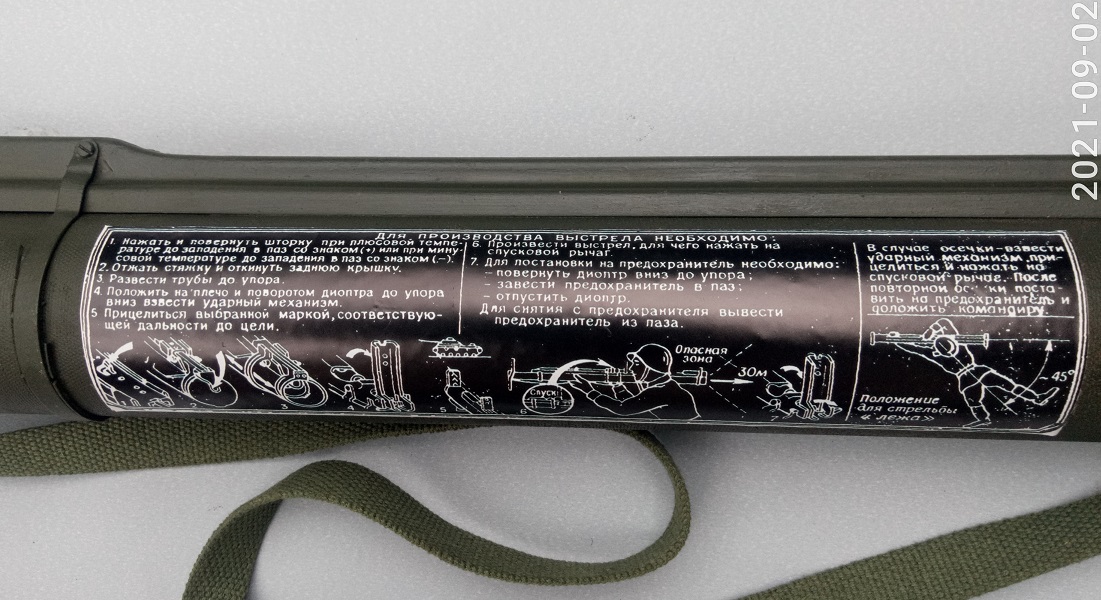 2021-09-02
ДЛЯ ПРОИЗВОДСТВА ВЫСТРЕЛА НЕОБХОДИМО:
1. Нажать и повернуть шторку при плюсовой темпе-
ратуре до западения в паз со знаком (+) или при мину-
совой температуре до западения в паз со знаком (–).
2. Отжать стяжку и откинуть заднюю крышку.
3. Развести трубы до упора.
4. Положить на плечо и поворотом диоптра до упора
вниз взвести ударный механизм.
5 Прицелиться выбранной маркой, соответствую-
щей дальности до цели.
6. Произвести выстрел, для чего нажать на
спусковой рычаг.
7. Для постановки на предохранитель необходимо:
– повернуть диоптр вниз до упора;
– завести предохранитель в паз;
– отпустить диоптр.
Для снятия с предохранителя вывести
предохранитель из паза.
В случае осечки-взвести
ударный механизм, при-
целиться и нажать на
спусковой рычаг. После
повторной поста-
вить на предохранитель и
доложить командиру.
2
3
4
5
6
Спуск
Опасная
зона
30м
7
45°
Положение
для стрельбы
«лежа»